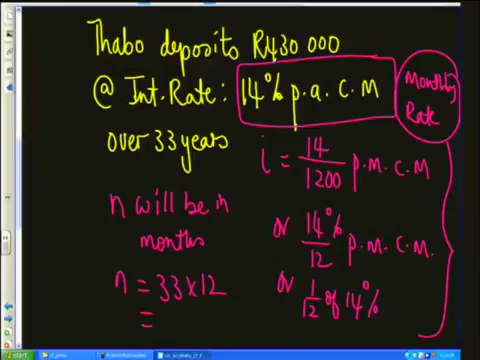 Thabo deposits R430 000
@ Int. Rate: 14% p.a. c.m
Monthly Rate
over 33 years
i = 14/1200 p.m.c.m
n will be in months
or 14%/12 p.m.c.m.
n = 33 x 12
or 1/12 of 14%
=
start